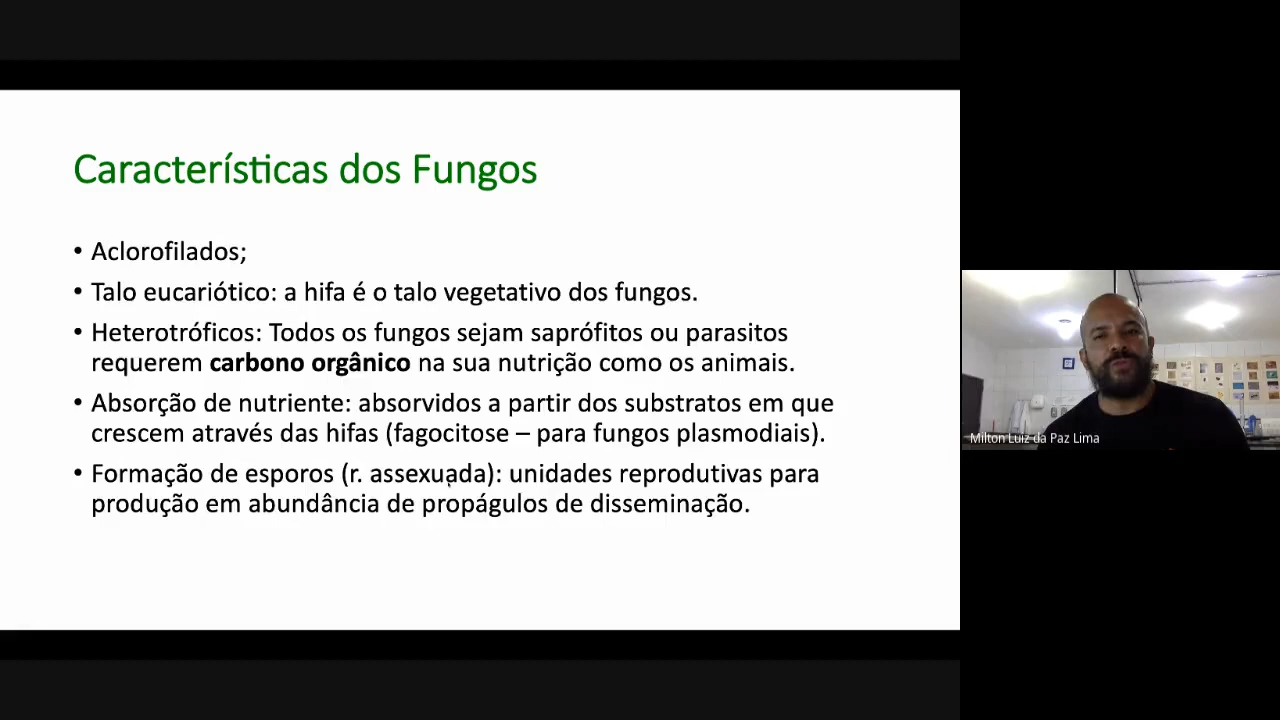 Características dos Fungos
• Aclorofilados;
• Talo eucariótico: a hifa é o talo vegetativo dos fungos.
• Heterotróficos: Todos os fungos sejam saprófitos ou parasitos
requerem carbono orgânico na sua nutrição como os animais.
• Absorção de nutriente: absorvidos a partir dos substratos em que
crescem através das hifas (fagocitose – para fungos plasmodiais).
• Formação de esporos (r. assexuada): unidades reprodutivas para
produção em abundância de propágulos de disseminação.
Milton Luiz da Paz Lima